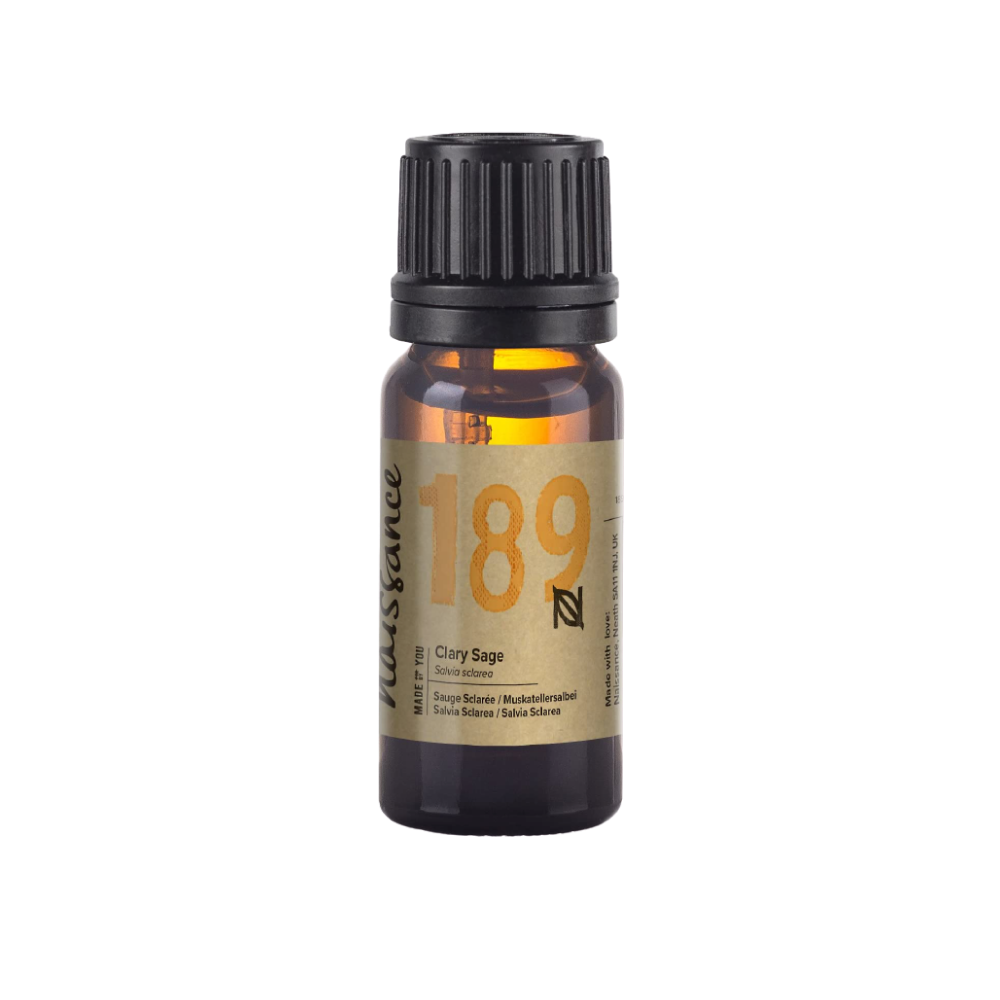 naissance
189
MADE BY YOU
Clary Sage
Salvia sclarea
Sauge Sclarée / Muskatellersalbei
Salvia Sclarea / Salvia Sclarea
Made with love:
Naissance, Neath SA11 1NJ, UK